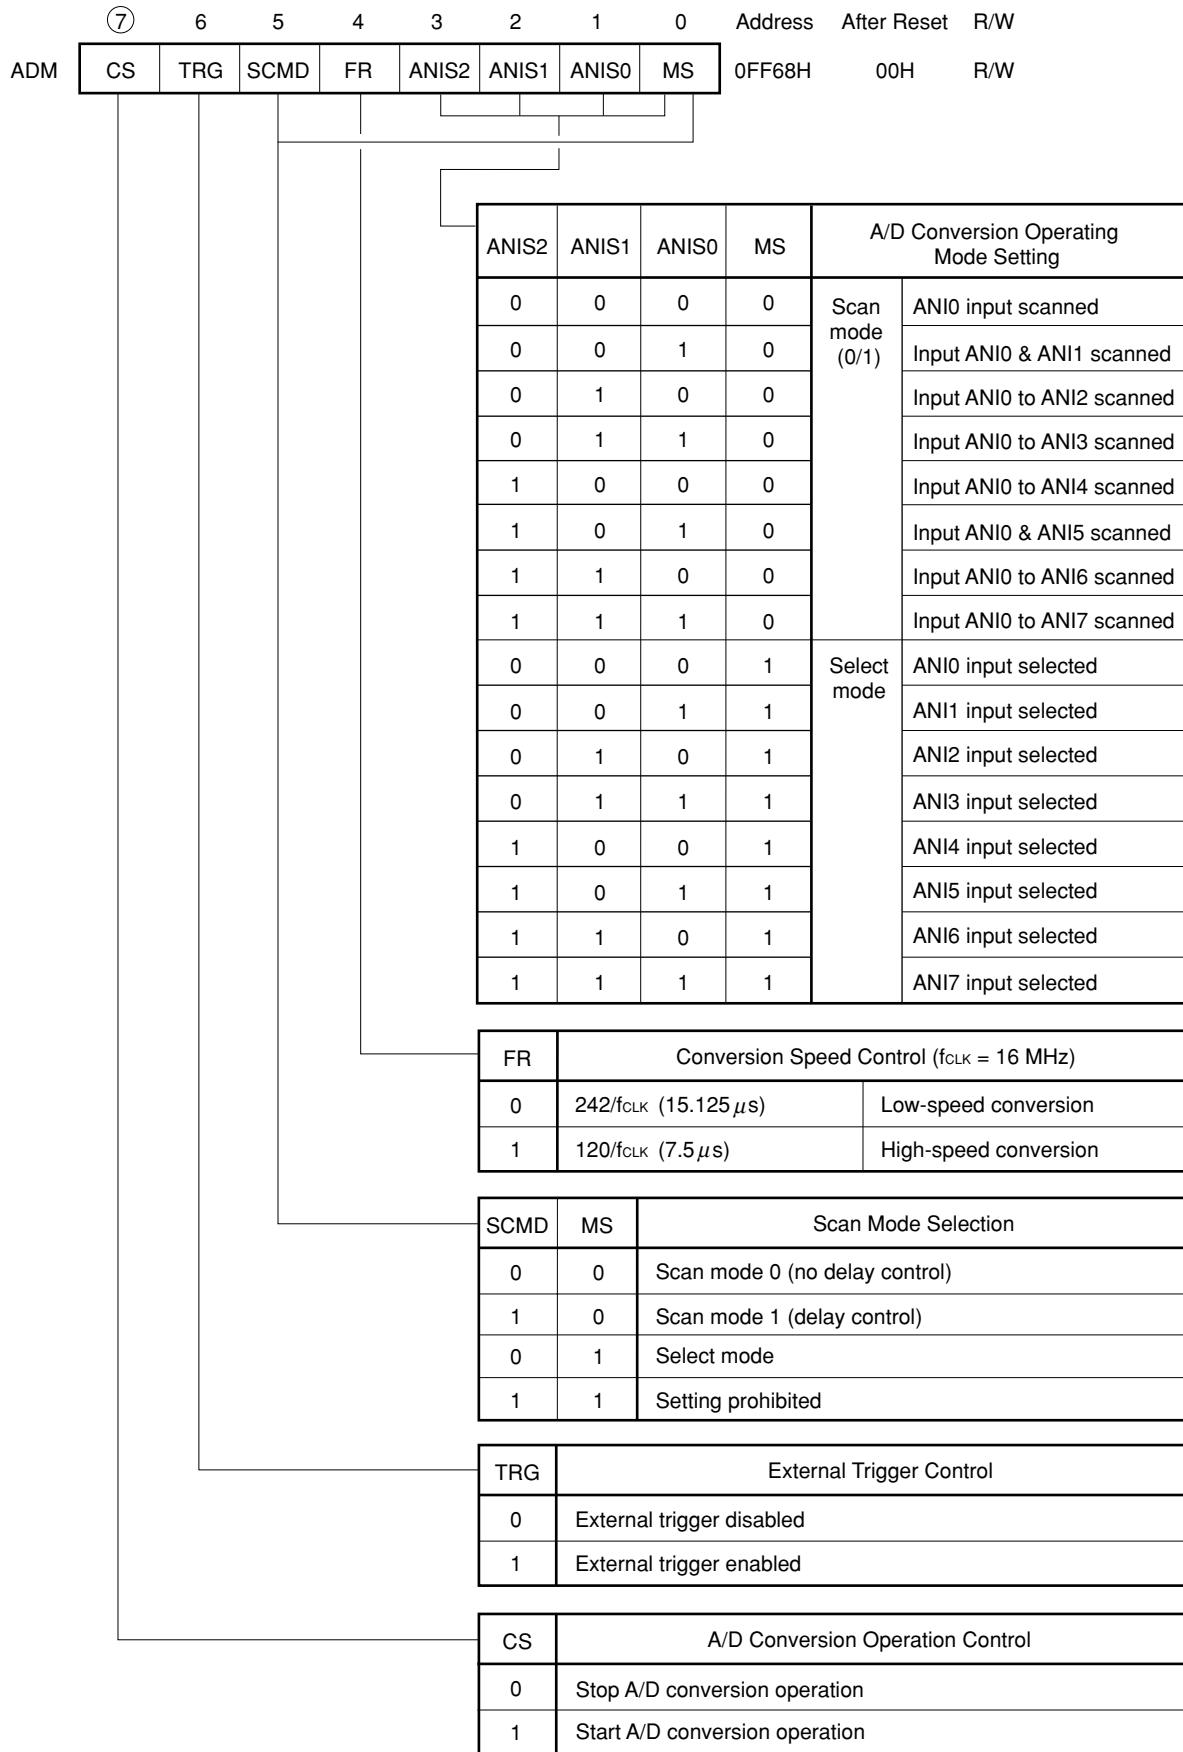 7 6 5 4 3 2 1 0 Address After Reset R/W
ADM CS TRG SCMD FR ANIS2 ANIS1 ANIS0 MS 0FF68H 00H R/W
ANIS2 ANIS1 ANIS0 MS A/D Conversion Operating
Mode Setting
0 0 0 0 Scan ANI0 input scanned
mode
(0/1)
0 0 1 0 Input ANI0 & ANI1 scanned
0 1 0 0 Input ANI0 to ANI2 scanned
0 1 1 0 Input ANI0 to ANI3 scanned
1 0 0 0 Input ANI0 to ANI4 scanned
1 0 1 0 Input ANI0 & ANI5 scanned
1 1 0 0 Input ANI0 to ANI6 scanned
1 1 1 0 Input ANI0 to ANI7 scanned
0 0 0 1 Select ANI0 input selected
mode
0 0 1 1 ANI1 input selected
0 1 0 1 ANI2 input selected
0 1 1 1 ANI3 input selected
1 0 0 1 ANI4 input selected
1 0 1 1 ANI5 input selected
1 1 0 1 ANI6 input selected
1 1 1 1 ANI7 input selected
FR Conversion Speed Control (fCLK = 16 MHz)
0 242/fCLK (15.125 μs) Low-speed conversion
1 120/fCLK (7.5 μs) High-speed conversion
SCMD MS Scan Mode Selection
0 0 Scan mode 0 (no delay control)
1 0 Scan mode 1 (delay control)
0 1 Select mode
1 1 Setting prohibited
TRG External Trigger Control
0 External trigger disabled
1 External trigger enabled
CS A/D Conversion Operation Control
0 Stop A/D conversion operation
1 Start A/D conversion operation